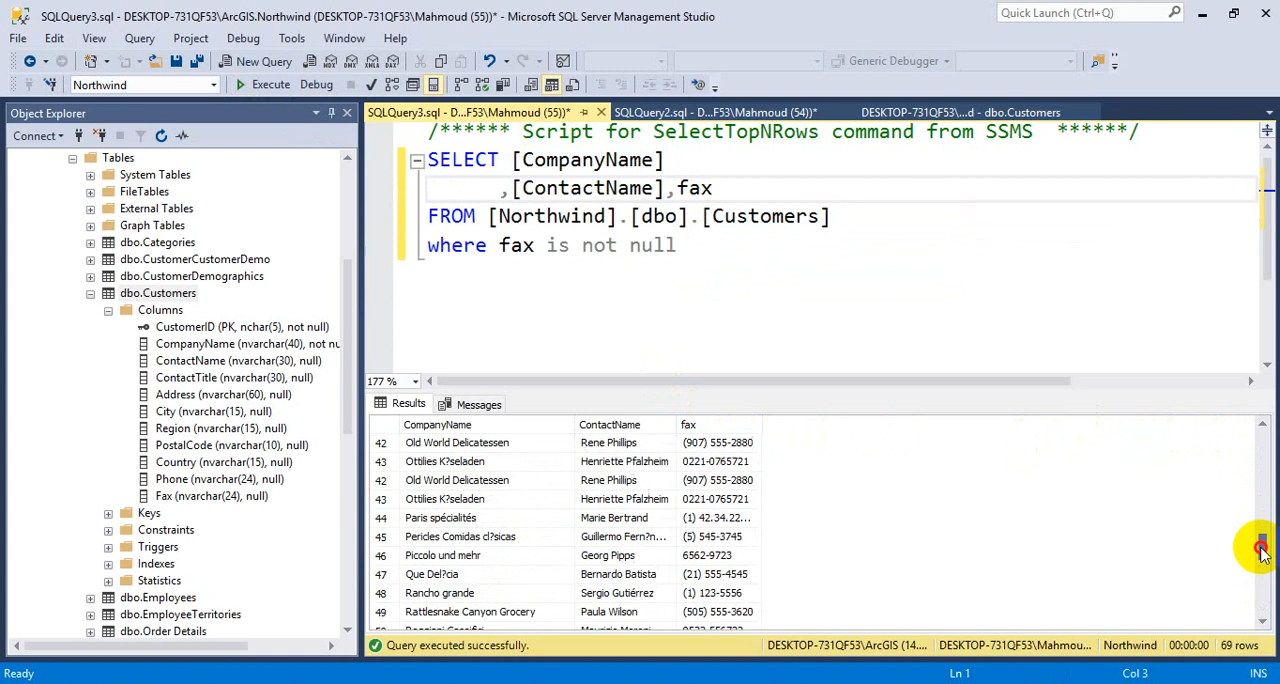 SQLQuery3.sql - DESKTOP-731QF53\ArcGIS.Northwind (DESKTOP-731QF53\Mahmoud (55))* - Microsoft SQL Server Management Studio
Quick Launch (Ctrl+Q)
File Edit View Query Project Debug Tools Window Help
New Query
Generic Debugger
Northwind Execute Debug
Object Explorer
SQLQuery3.sql - D...F53\Mahmoud (55))* SQLQuery2.sql - D...F53\Mahmoud (54))* DESKTOP-731QF53\...d - dbo.Customers
Connect
Tables
System Tables
FileTables
External Tables
Graph Tables
dbo.Categories
dbo.CustomerCustomerDemo
dbo.CustomerDemographics
dbo.Customers
Columns
CustomerID (PK, nchar(5), not null)
CompanyName (nvarchar(40), not nu
ContactName (nvarchar(30), null)
ContactTitle (nvarchar(30), null)
Address (nvarchar(60), null)
City (nvarchar(15), null)
Region (nvarchar(15), null)
PostalCode (nvarchar(10), null)
Country (nvarchar(15), null)
Phone (nvarchar(24), null)
Fax (nvarchar(24), null)
Keys
Constraints
Triggers
Indexes
Statistics
dbo.Employees
dbo.EmployeeTerritories
dbo.Order Details
/****** Script for SelectTopNRows command from SSMS ******/
SELECT [CompanyName]
,[ContactName],fax
FROM [Northwind].[dbo].[Customers]
where fax is not null
177 %
Results Messages
CompanyName ContactName fax
42 Old World Delicatessen Rene Phillips (907) 555-2880
43 Ottilies K?seladen Henriette Pfalzheim 0221-0765721
42 Old World Delicatessen Rene Phillips (907) 555-2880
43 Ottilies K?seladen Henriette Pfalzheim 0221-0765721
44 Paris spécialités Marie Bertrand (1) 42.34.22...
45 Pericles Comidas cl?sicas Guillermo Fern?n... (5) 545-3745
46 Piccolo und mehr Georg Pipps 6562-9723
47 Que Del?cia Bernardo Batista (21) 555-4545
48 Rancho grande Sergio Gutiérrez (1) 123-5556
49 Rattlesnake Canyon Grocery Paula Wilson (505) 555-3620
Query executed successfully. DESKTOP-731QF53\ArcGIS (14.... DESKTOP-731QF53\Mahmou... Northwind 00:00:00 69 rows
Ready Ln 1 Col 3 INS